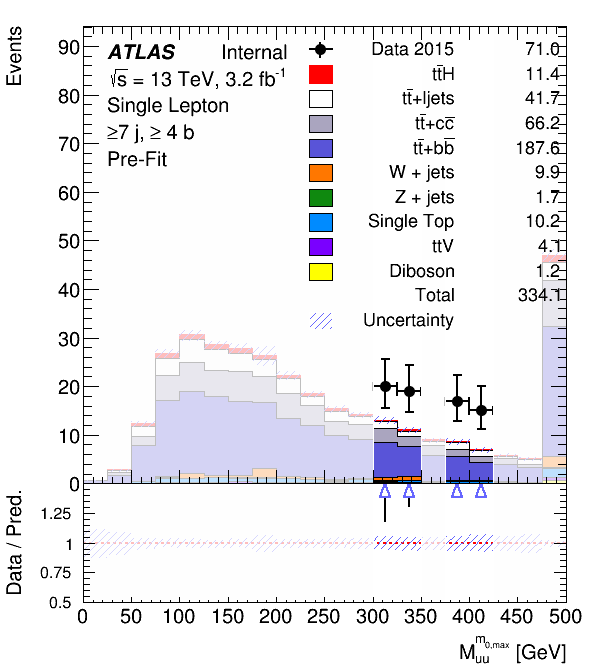 Events
90
80
70
60
50
40
30
20
10
0
ATLAS Internal
√s = 13 TeV, 3.2 fb⁻¹
Single Lepton
≥7 j, ≥ 4 b
Pre-Fit
Data 2015 71.0
tt̄H 11.4
tt̄+ljets 41.7
tt̄+cc̄ 66.2
tt̄+bb̄ 187.6
W + jets 9.9
Z + jets 1.7
Single Top 10.2
ttV 4.1
Diboson 1.2
Total 334.1
Uncertainty
Data / Pred.
1.25
1
0.75
0.5
0 50 100 150 200 250 300 350 400 450 500
M_uu^m_0,max [GeV]